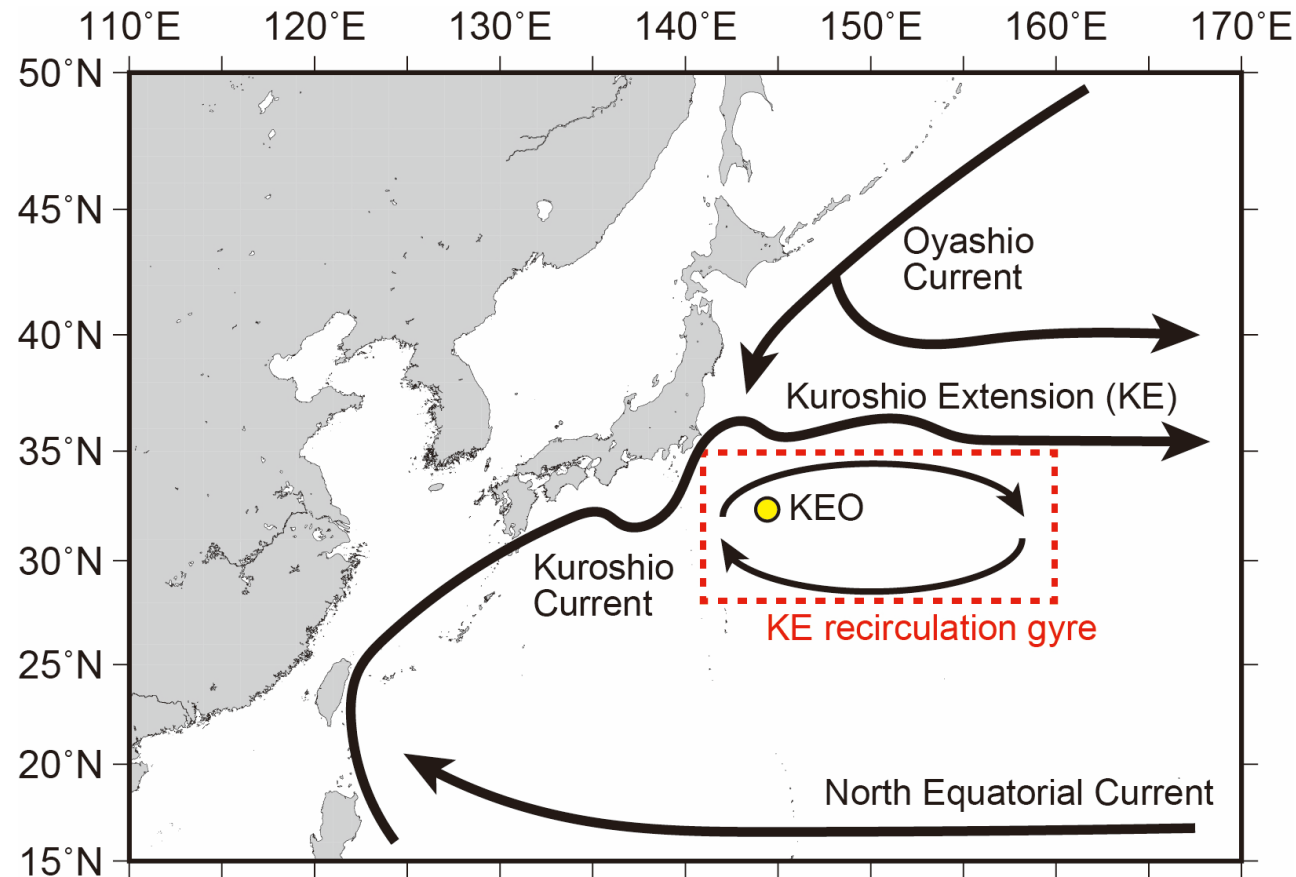 110˚E 120˚E 130˚E 140˚E 150˚E 160˚E 170˚E
50˚N
45˚N
40˚N
35˚N
30˚N
25˚N
20˚N
15˚N
Oyashio
Current
Kuroshio Extension (KE)
KEO
Kuroshio
Current
KE recirculation gyre
North Equatorial Current